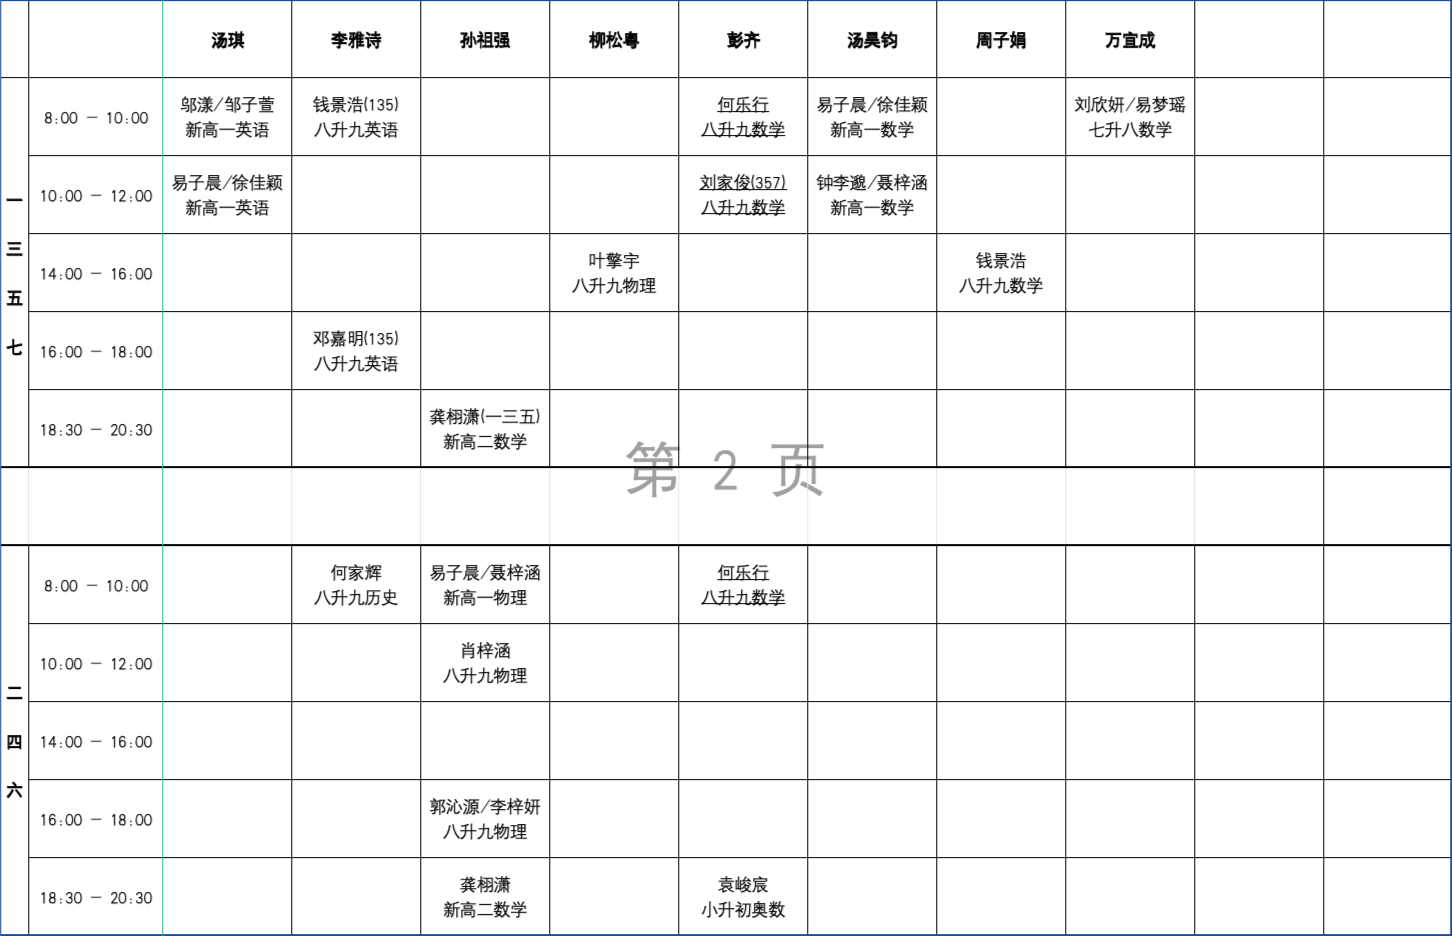 汤琪 李雅诗 孙祖强 柳松粤 彭齐 汤昊钧 周子娟 万宜成
一
三
五
七
8:00 － 10:00
邬漾/邹子萱
新高一英语
钱景浩(135)
八升九英语
何乐行
八升九数学
易子晨/徐佳颖
新高一数学
刘欣妍/易梦瑶
七升八数学
10:00 － 12:00
易子晨/徐佳颖
新高一英语
刘家俊(357)
八升九数学
钟李邈/聂梓涵
新高一数学
14:00 － 16:00
叶擎宇
八升九物理
钱景浩
八升九数学
16:00 － 18:00
邓嘉明(135)
八升九英语
18:30 － 20:30
龚栩潇(一三五)
新高二数学
第 2 页
二
四
六
8:00 － 10:00
何家辉
八升九历史
易子晨/聂梓涵
新高一物理
何乐行
八升九数学
10:00 － 12:00
肖梓涵
八升九物理
14:00 － 16:00
16:00 － 18:00
郭沁源/李梓妍
八升九物理
18:30 － 20:30
龚栩潇
新高二数学
袁峻宸
小升初奥数